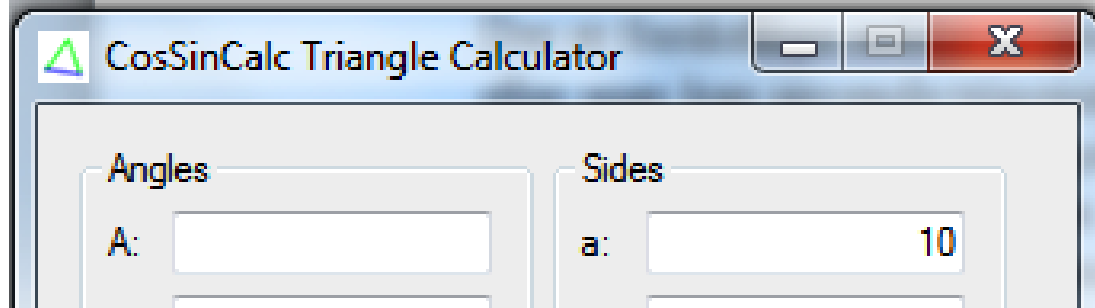 CosSinCalc Triangle Calculator
Angles
Sides
A:
a: 10